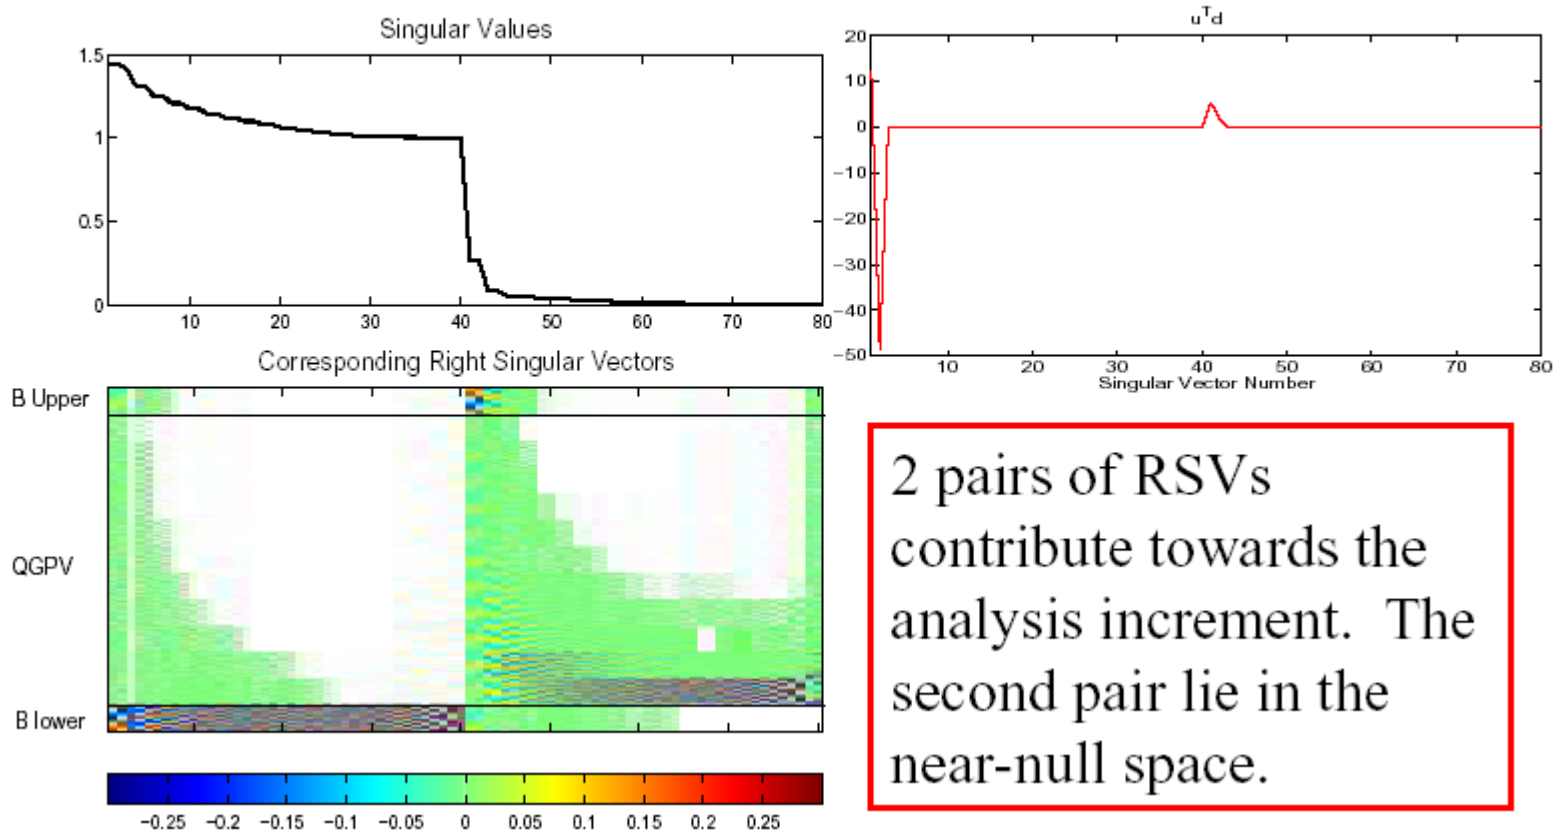 Singular Values
1.5
1
0.5
0
10 20 30 40 50 60 70 80
Corresponding Right Singular Vectors
B Upper
QGPV
B lower
-0.25 -0.2 -0.15 -0.1 -0.05 0 0.05 0.1 0.15 0.2 0.25
u^T d
20
10
0
-10
-20
-30
-40
-50
10 20 30 40 50 60 70 80
Singular Vector Number
2 pairs of RSVs
contribute towards the
analysis increment. The
second pair lie in the
near-null space.